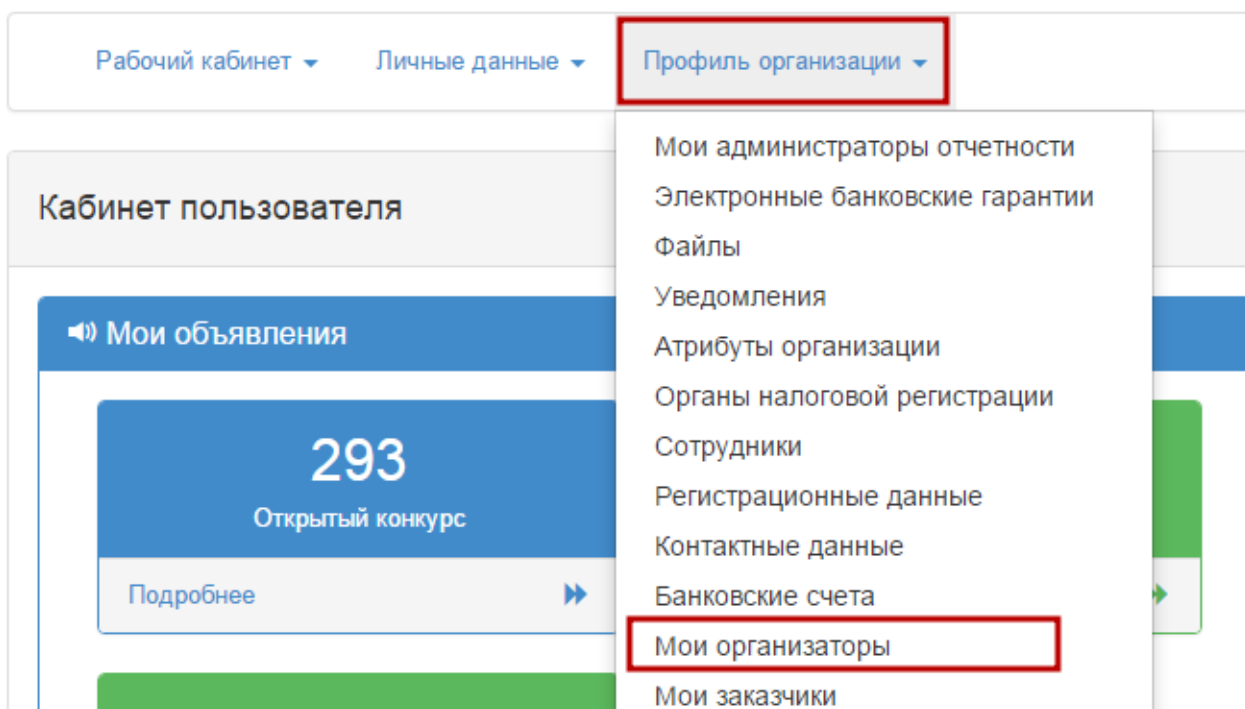 Рабочий кабинет
Личные данные
Профиль организации
Мои администраторы отчетности
Электронные банковские гарантии
Файлы
Уведомления
Атрибуты организации
Органы налоговой регистрации
Сотрудники
Регистрационные данные
Контактные данные
Банковские счета
Мои организаторы
Мои заказчики
Кабинет пользователя
Мои объявления
293
Открытый конкурс
Подробнее